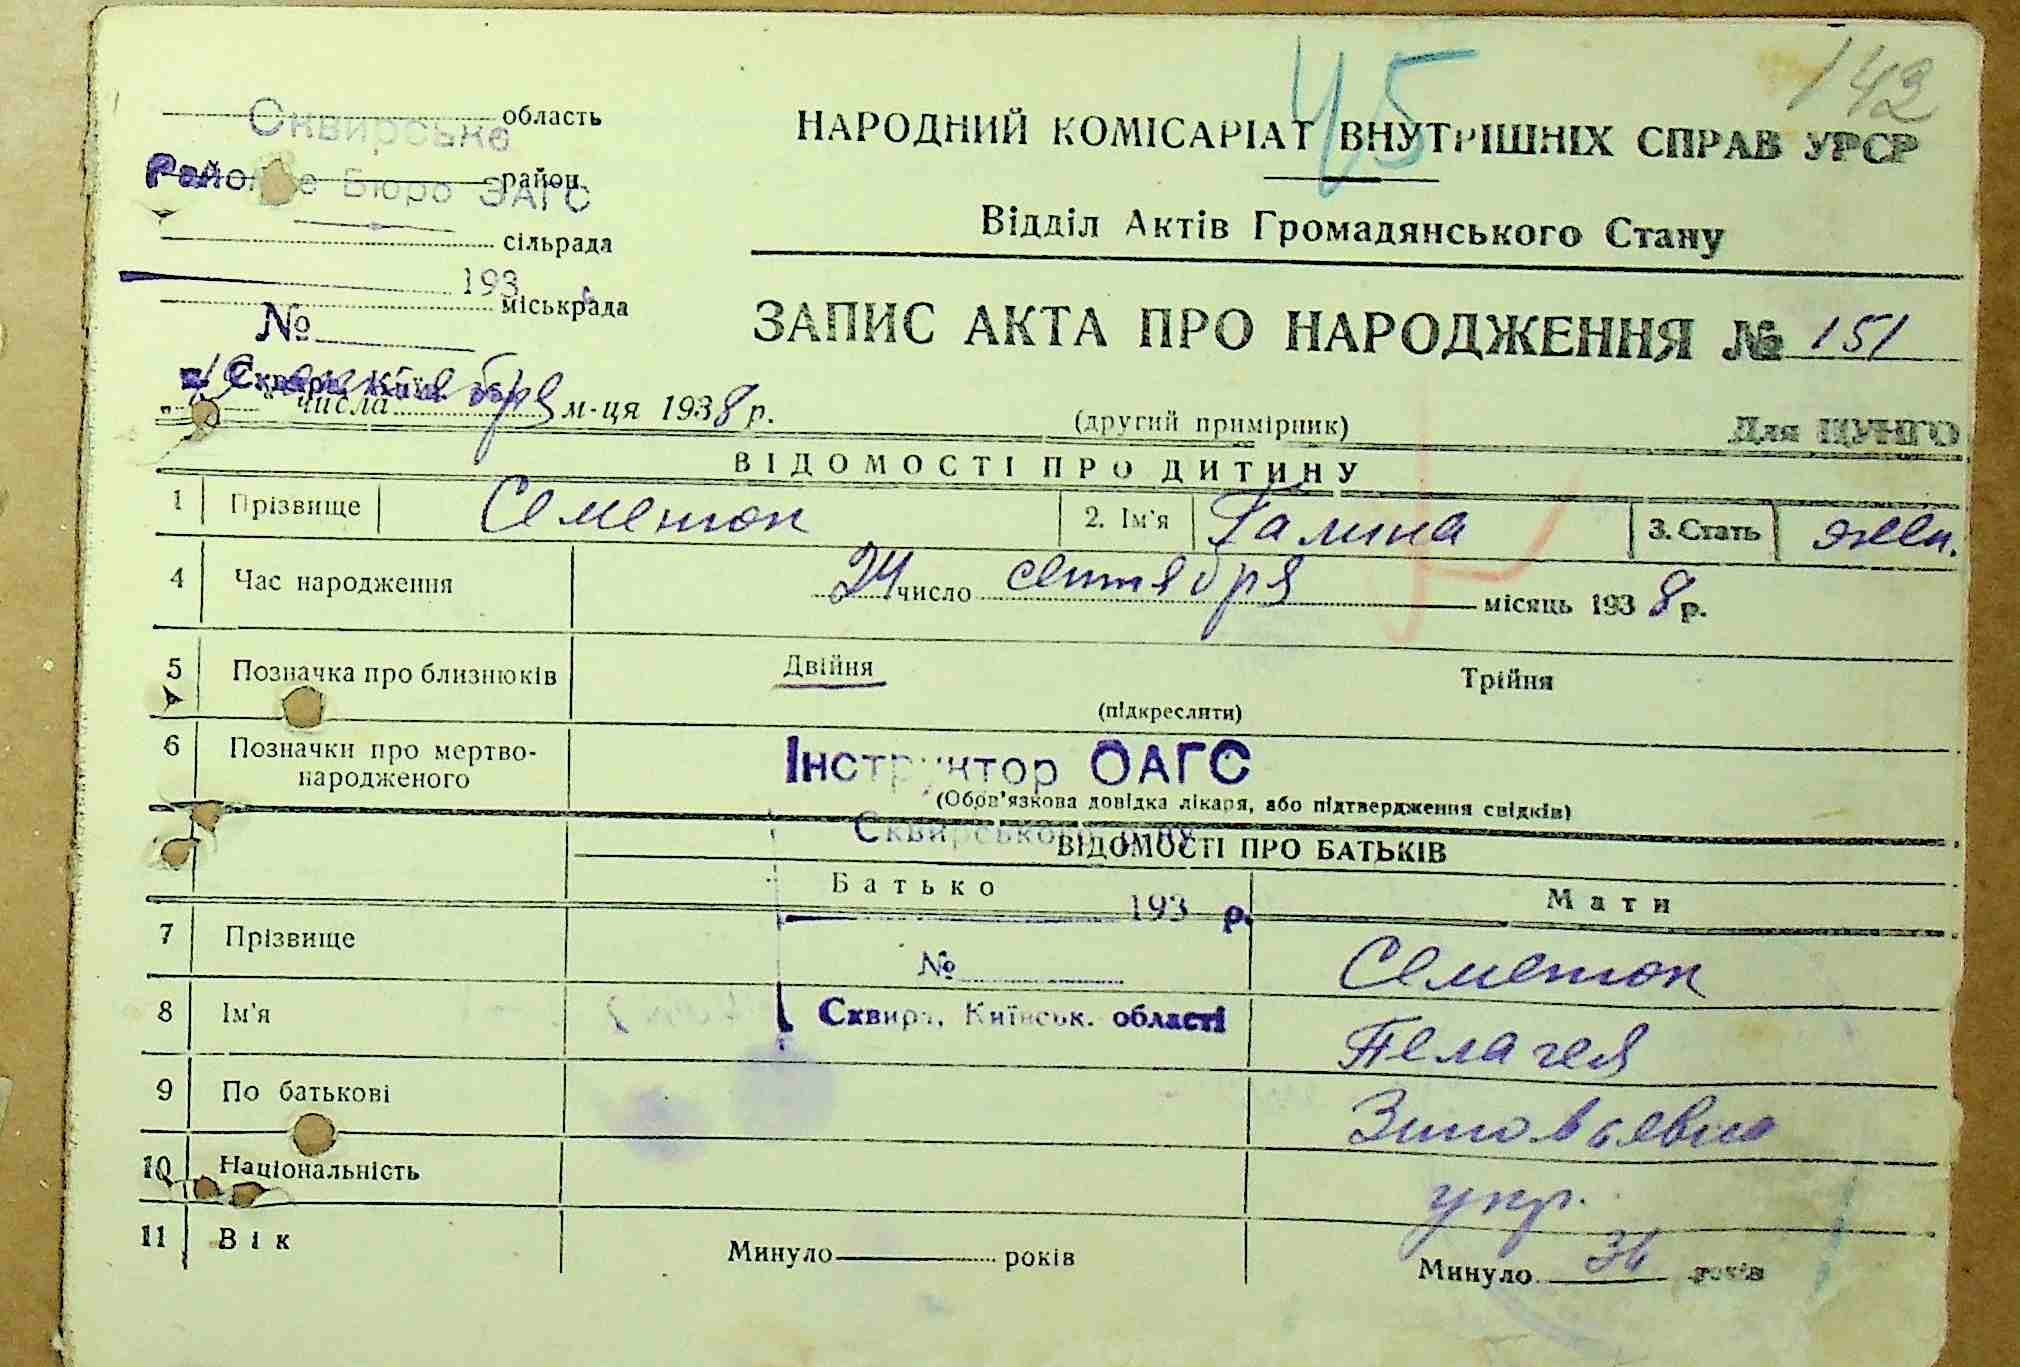 45
142
область
Сквирське
НАРОДНИЙ КОМІСАРІАТ ВНУТРІШНІХ СПРАВ УРСР
район
Бюро ЗАГС
Відділ Актів Громадянського Стану
сільрада
193
міськрада
№
ЗАПИС АКТА ПРО НАРОДЖЕННЯ № 151
числа м-ця 1938 р.
(другий примірник)
Для ЦУНГО
ВІДОМОСТІ ПРО ДИТИНУ
1 Прізвище Семенюк 2. Ім'я Галина 3. Стать жен.
4 Час народження 24 число сентября місяць 1938 р.
5 Позначка про близнюків Двійня Трійня
(підкреслити)
6 Позначки про мертво-
народженого
Інструктор ОАГС
(Обов'язкова довідка лікаря, або підтвердження свідків)
Сквирського
ВІДОМОСТІ ПРО БАТЬКІВ
Батько Мати
193 р.
7 Прізвище Семенюк
№
8 Ім'я Пелагея
Сквира, Київськ. області
9 По батькові Зиновьевна
10 Національність укр.
11 Вік Минуло років Минуло 36 років